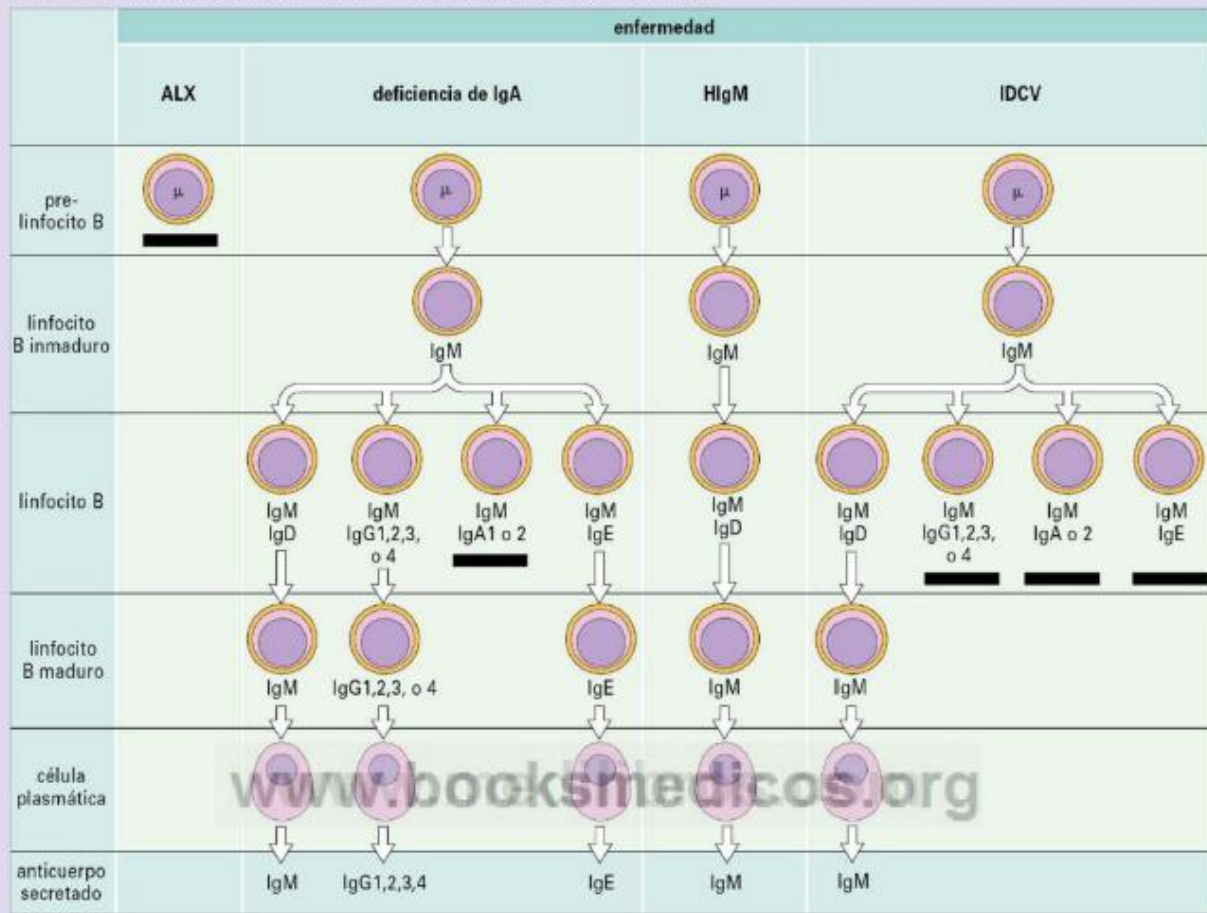 enfermedad
ALX
deficiencia de IgA
HIgM
IDCV
pre-
linfocito B
μ
μ
μ
μ
linfocito
B inmaduro
IgM
IgM
IgM
linfocito B
IgM
IgD
IgM
IgG1,2,3,
o 4
IgM
IgA1 o 2
IgM
IgE
IgM
IgD
IgM
IgD
IgM
IgG1,2,3,
o 4
IgM
IgA o 2
IgM
IgE
linfocito
B maduro
IgM
IgG1,2,3, o 4
IgE
IgM
IgM
célula
plasmática
www.booksmedicos.org
anticuerpo
secretado
IgM
IgG1,2,3,4
IgE
IgM
IgM